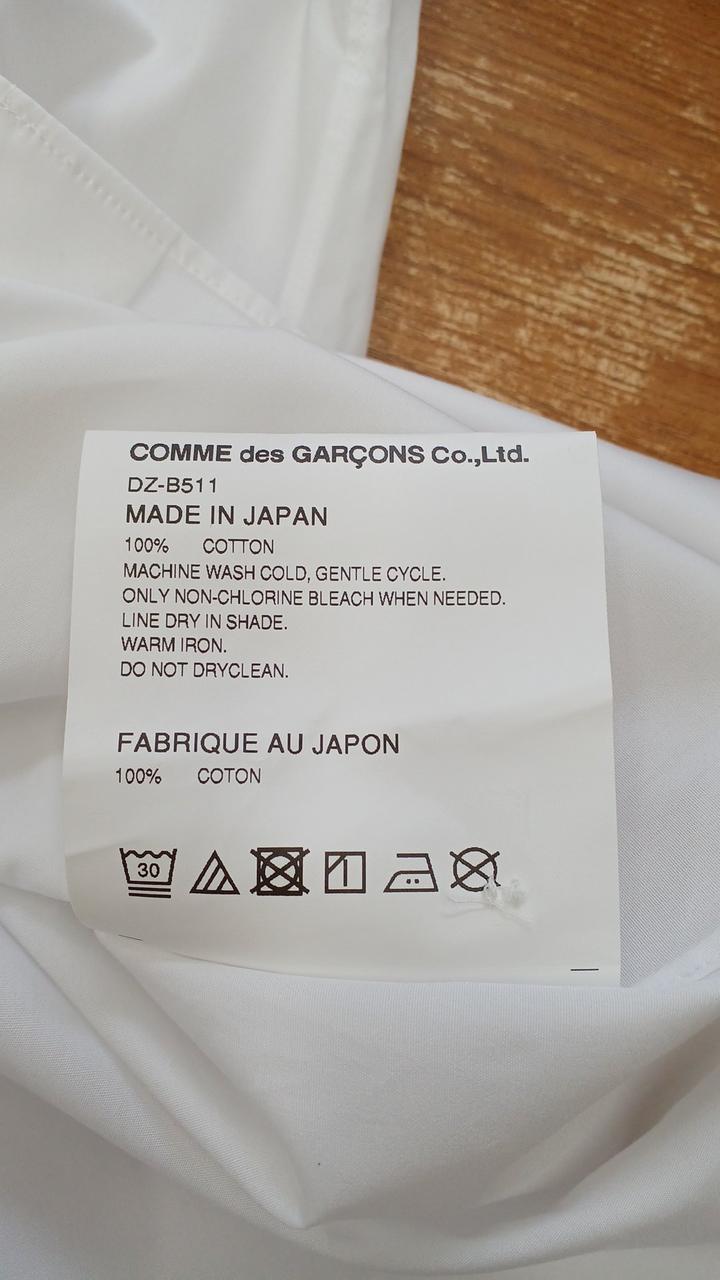 COMME des GARÇONS Co.,Ltd.
DZ-B511
MADE IN JAPAN
100% COTTON
MACHINE WASH COLD, GENTLE CYCLE.
ONLY NON-CHLORINE BLEACH WHEN NEEDED.
LINE DRY IN SHADE.
WARM IRON.
DO NOT DRYCLEAN.
FABRIQUE AU JAPON
100% COTON
30